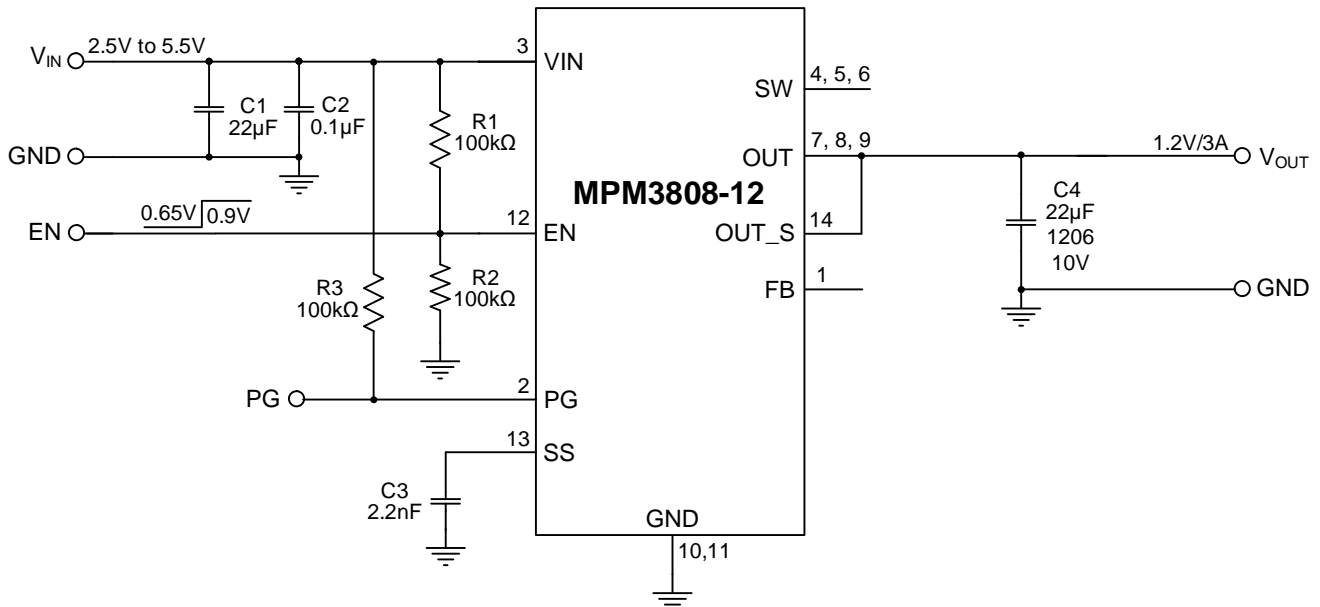 VIN
2.5V to 5.5V
3
VIN
C1
22µF
C2
0.1µF
R1
100kΩ
GND
0.65V
0.9V
EN
12
EN
R3
100kΩ
R2
100kΩ
PG
2
PG
13
SS
C3
2.2nF
MPM3808-12
GND
10,11
SW
4, 5, 6
OUT
7, 8, 9
OUT_S
14
FB
1
1.2V/3A
VOUT
C4
22µF
1206
10V
GND